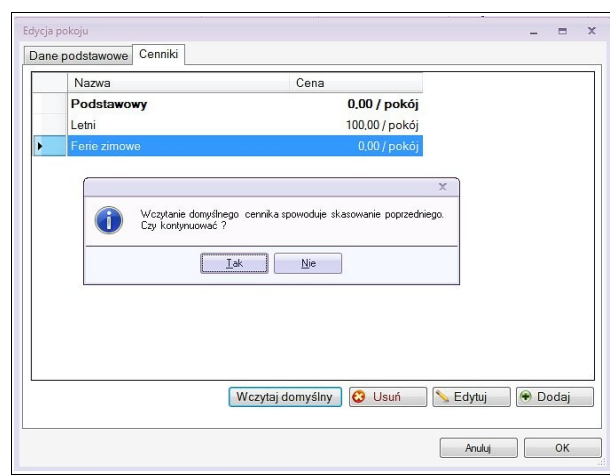 Edycja pokoju
Dane podstawowe Cenniki
Nazwa Cena
Podstawowy 0,00 / pokój
Letni 100,00 / pokój
Ferie zimowe 0,00 / pokój
Wczytanie domyślnego cennika spowoduje skasowanie poprzedniego.
Czy kontynuować ?
Tak Nie
Wczytaj domyślny Usuń Edytuj Dodaj
Anuluj OK